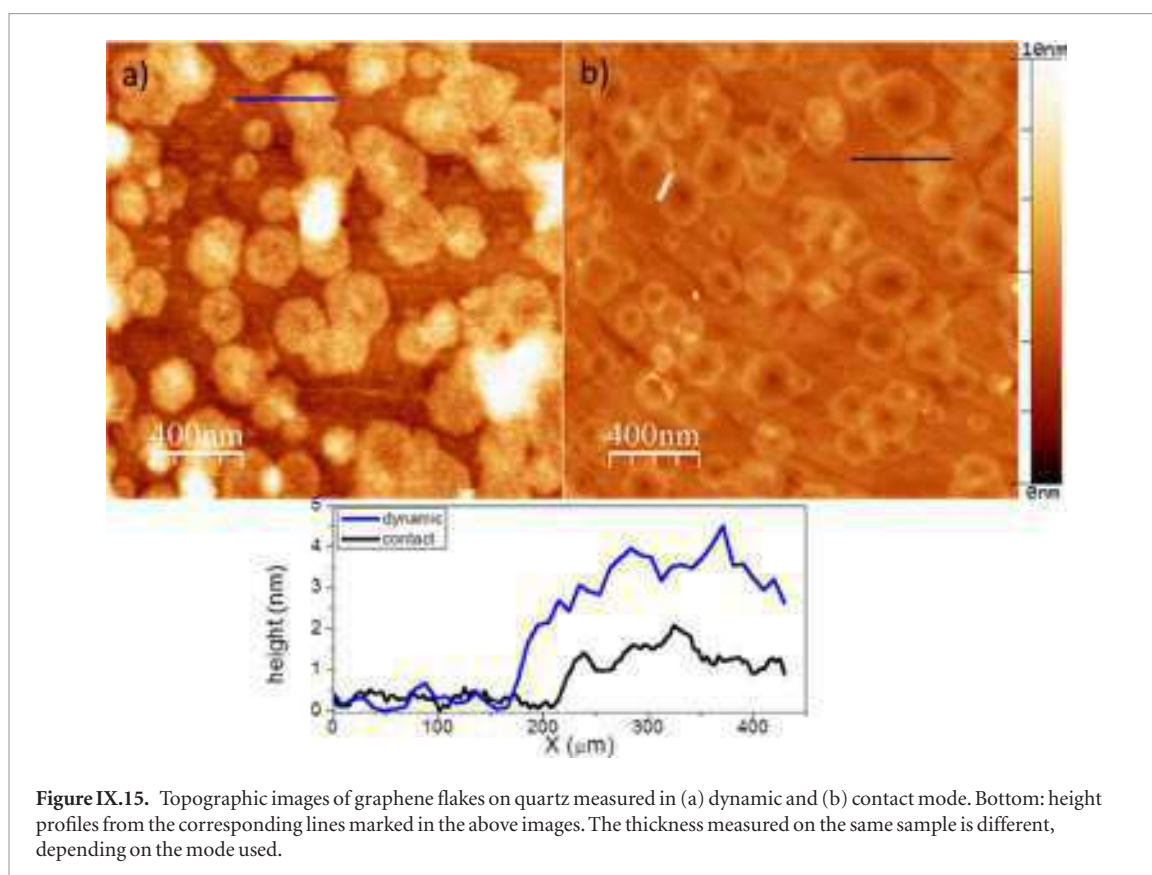 a)
b)
10nm
400nm
400nm
0nm
5
4
3
2
1
0
height (nm)
dynamic
contact
0 100 200 300 400
X (μm)
Figure IX.15. Topographic images of graphene flakes on quartz measured in (a) dynamic and (b) contact mode. Bottom: height
profiles from the corresponding lines marked in the above images. The thickness measured on the same sample is different,
depending on the mode used.